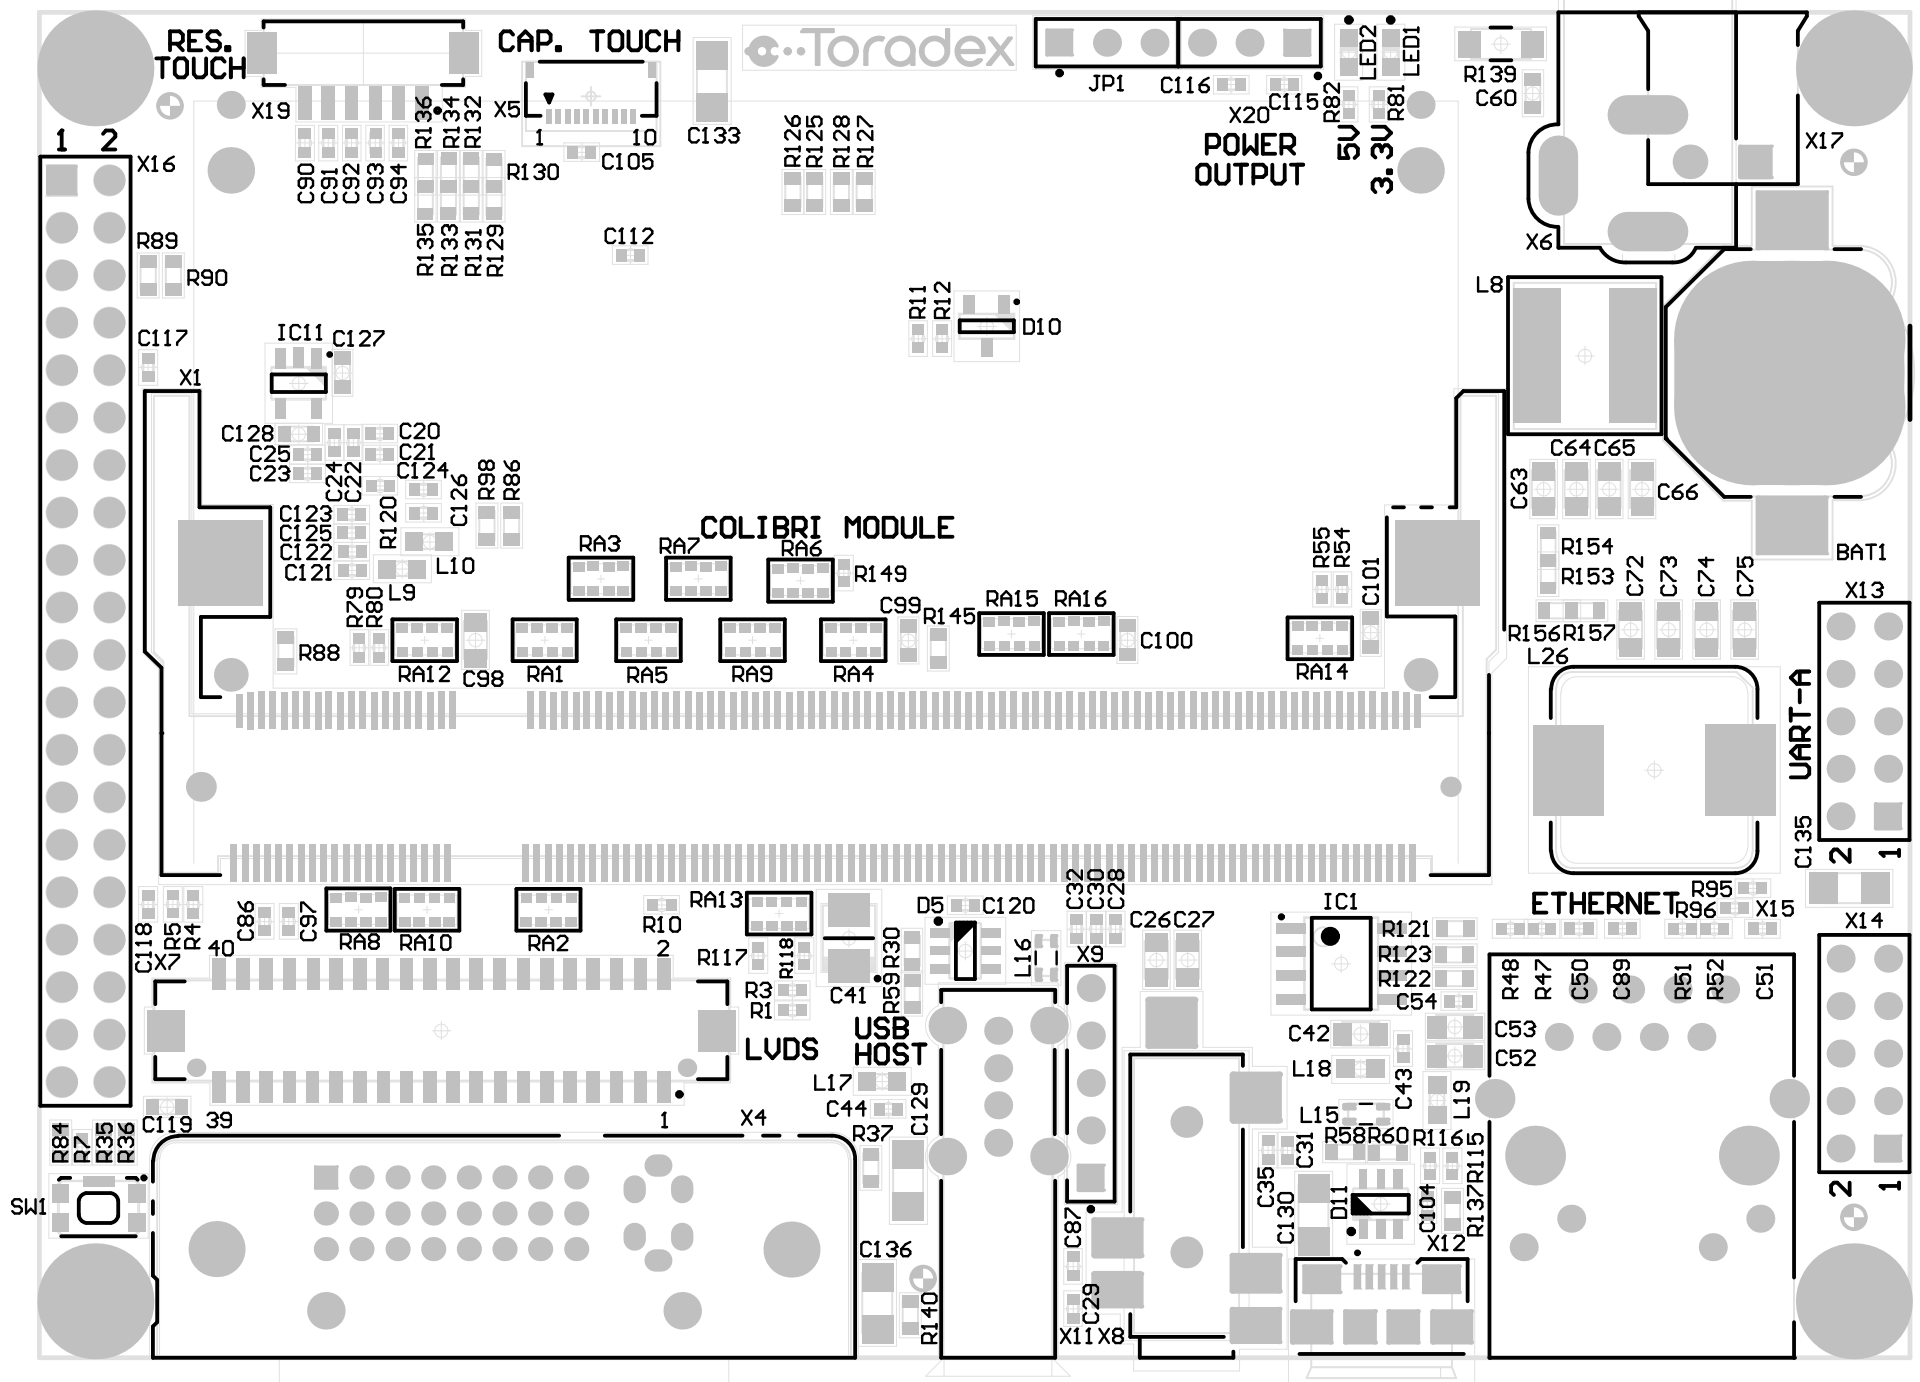 RES.
TOUCH
CAP. TOUCH
Toradex
LED2
LED1
X19
R136
R134
R132
X5
1
10
C133
JP1
C116
C115
X20
R82
R81
R139
C60
POWER
OUTPUT
5V
3.3V
X17
1 2
X16
C90
C91
C92
C93
C94
R130
C105
R126
R125
R128
R127
R135
R133
R131
R129
C112
X6
R89
R90
L8
R11
R12
D10
C117
IC11
C127
X1
C128
C20
C25
C21
C23
C24
C22
C124
C126
R98
R86
C64
C65
C63
C66
C123
C125
C122
C121
R120
L10
L9
COLIBRI MODULE
RA3
RA7
RA6
R149
R55
R54
C101
R154
R153
C72
C73
C74
C75
BAT1
X13
R79
R80
R88
RA12
C98
RA1
RA5
RA9
RA4
C99
R145
RA15
RA16
C100
RA14
R156
R157
L26
UART-A
C135
2
1
C118
R5
R4
C86
C97
RA8
RA10
RA2
R10
RA13
D5
C120
C32
C30
C28
C26
C27
IC1
ETHERNET
R95
R96
X15
X14
X7
40
2
R117
R118
C41
R30
R59
L16
X9
R121
R123
R122
C54
R48
R47
C50
C89
R51
R52
C51
R3
R1
LVDS
USB
HOST
C42
C53
C52
L18
C43
L19
L17
C44
C129
L15
C119
39
1
X4
R84
R7
R35
R36
R37
C31
R58
R60
R116
R115
C35
SW1
C130
D11
C104
R137
X12
2
1
C87
C136
R140
C29
X11
X8